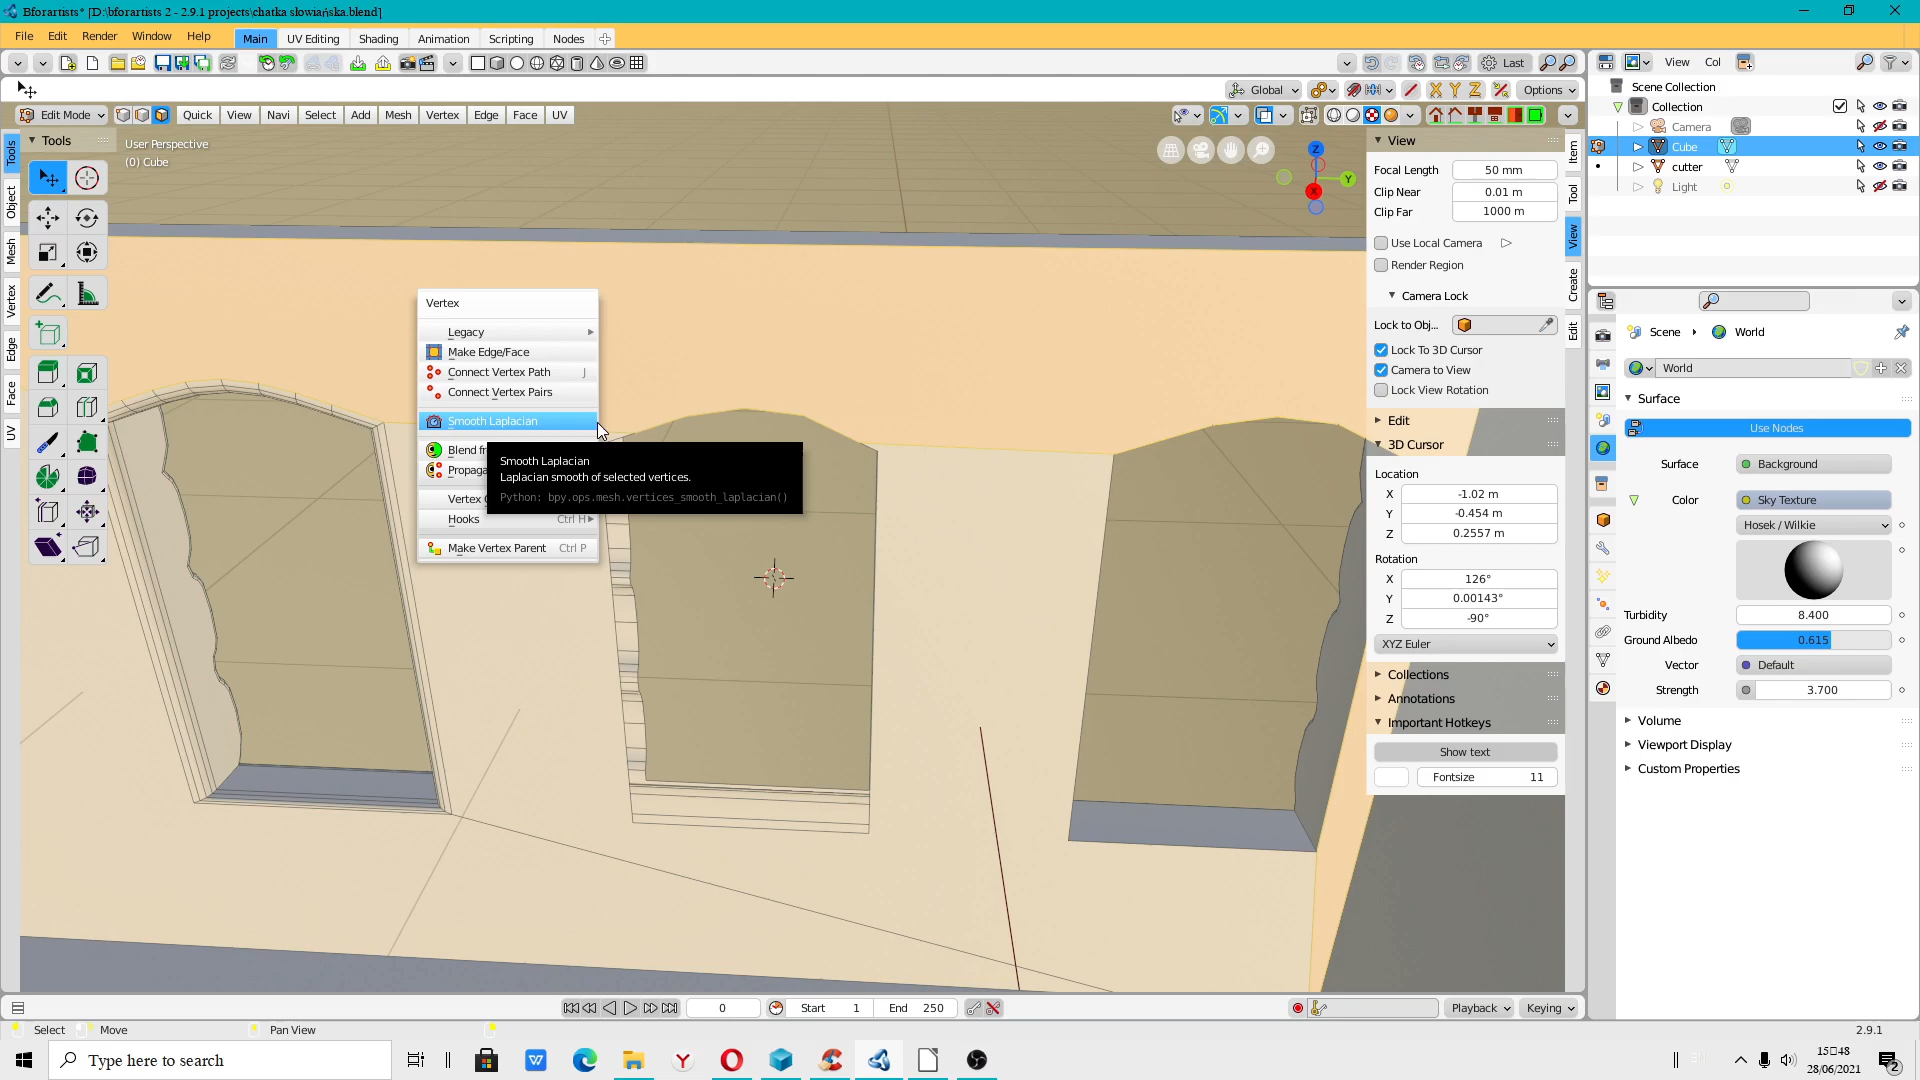 Bforartists* [D:\bforartists 2 - 2.9.1 projects\chatka słowiańska.blend]
File Edit Render Window Help Main UV Editing Shading Animation Scripting Nodes
Last View Col
Global Options
Edit Mode Quick View Navi Select Add Mesh Vertex Edge Face UV
Tools
User Perspective
(0) Cube
Tools
Object
Mesh
Vertex
Edge
Face
UV
Z
Y
X
Vertex
Legacy
Make Edge/Face
Connect Vertex Path J
Connect Vertex Pairs
Smooth Laplacian
Blend fr
Propaga
Vertex
Hooks Ctrl H
Make Vertex Parent Ctrl P
Smooth Laplacian
Laplacian smooth of selected vertices.
Python: bpy.ops.mesh.vertices_smooth_laplacian()
View
Focal Length 50 mm
Clip Near 0.01 m
Clip Far 1000 m
Use Local Camera
Render Region
Camera Lock
Lock to Obj...
Lock To 3D Cursor
Camera to View
Lock View Rotation
Edit
3D Cursor
Location
X -1.02 m
Y -0.454 m
Z 0.2557 m
Rotation
X 126°
Y 0.00143°
Z -90°
XYZ Euler
Collections
Annotations
Important Hotkeys
Show text
Fontsize 11
Item
Tool
View
Create
Edit
Scene Collection
Collection
Camera
Cube
cutter
Light
Scene World
World
Surface
Use Nodes
Surface Background
Color Sky Texture
Hosek / Wilkie
Turbidity 8.400
Ground Albedo 0.615
Vector Default
Strength 3.700
Volume
Viewport Display
Custom Properties
0 Start 1 End 250 Playback Keying
Select Move Pan View 2.9.1
Type here to search
15 48
28/06/2021
2